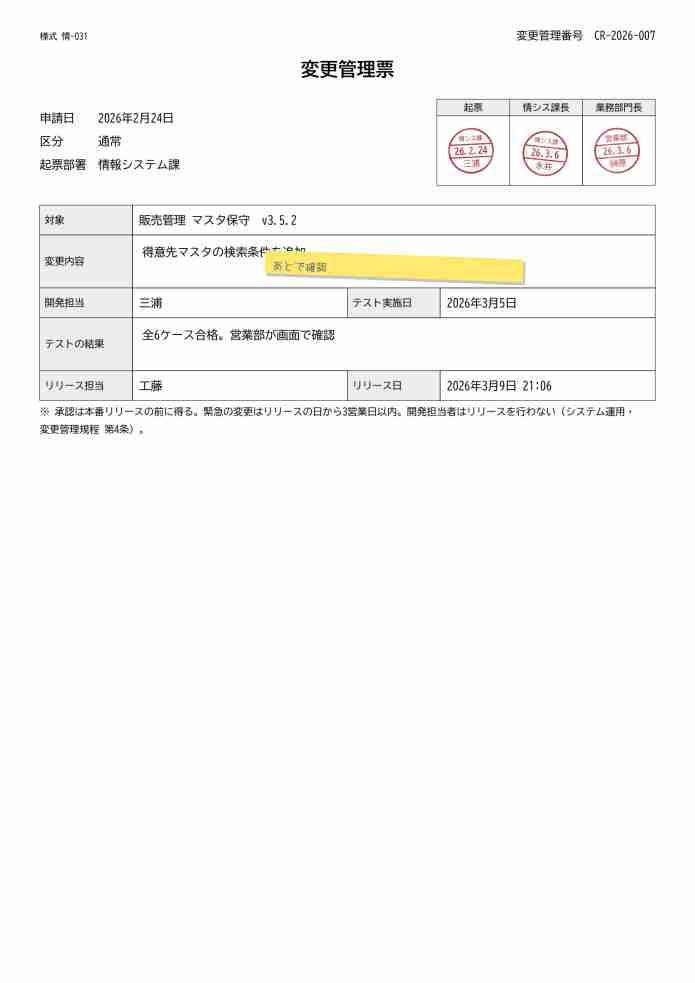 様式 情-031
変更管理番号 CR-2026-007
変更管理票
申請日 2026年2月24日
区分 通常
起票部署 情報システム課
起票 情シス課長 業務部門長
情シス課 26.2.24 三浦
情シス課 26.3.6 永井
営業部 26.3.6 榊原
対象 販売管理 マスタ保守 v3.5.2
変更内容 得意先マスタの検索条件を追加
あとで確認
開発担当 三浦 テスト実施日 2026年3月5日
テストの結果 全6ケース合格。営業部が画面で確認
リリース担当 工藤 リリース日 2026年3月9日 21:06
※ 承認は本番リリースの前に得る。緊急の変更はリリースの日から3営業日以内。開発担当者はリリースを行わない（システム運用・
変更管理規程 第4条）。